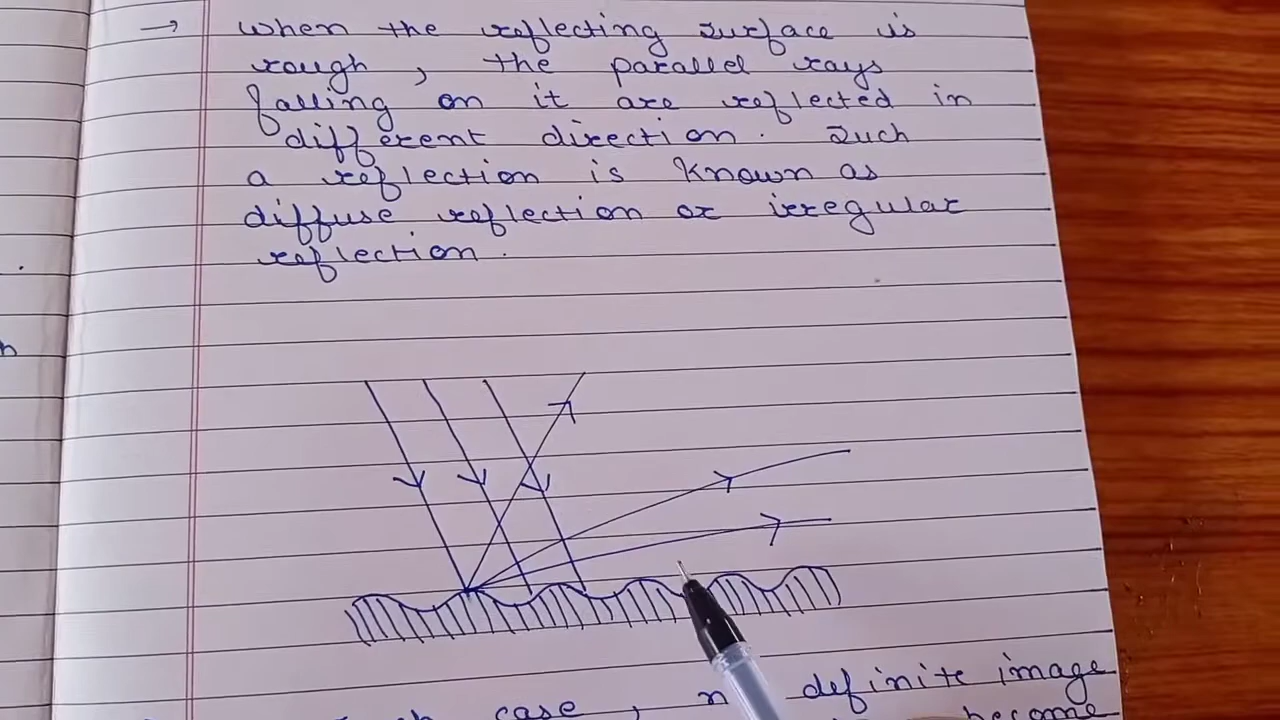 → When the reflecting surface is
rough, the parallel rays
falling on it are reflected in
different direction. Such
a reflection is known as
diffuse reflection or irregular
reflection.
definite image
case,
become